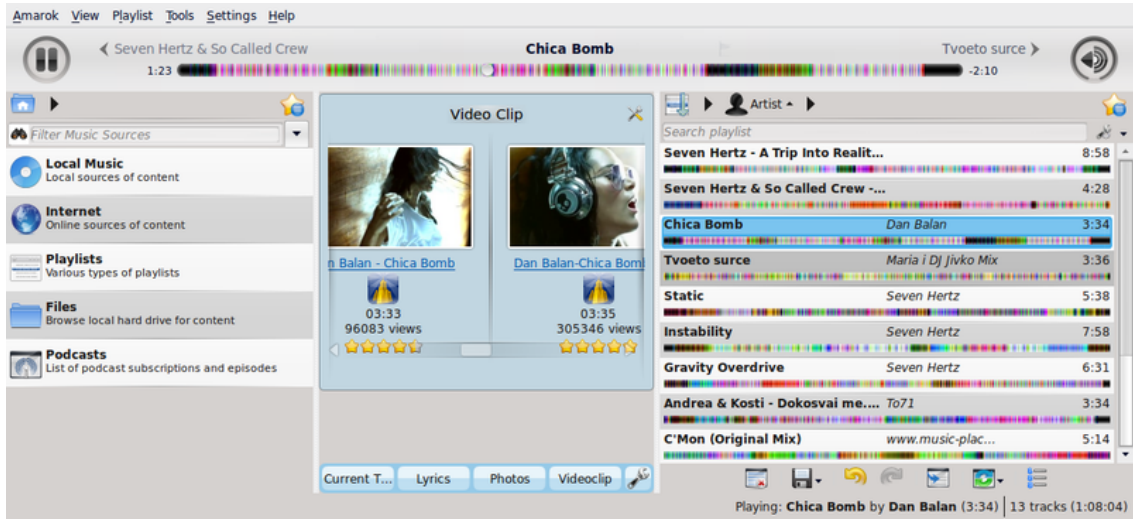 Amarok View Playlist Tools Settings Help
Seven Hertz & So Called Crew
Chica Bomb
Tvoeto surce
1:23
-2:10
Filter Music Sources
Local Music
Local sources of content
Internet
Online sources of content
Playlists
Various types of playlists
Files
Browse local hard drive for content
Podcasts
List of podcast subscriptions and episodes
Video Clip
n Balan - Chica Bomb
Dan Balan-Chica Bom
03:33
96083 views
03:35
305346 views
Current T...
Lyrics
Photos
Videoclip
Artist
Search playlist
Seven Hertz - A Trip Into Realit... 8:58
Seven Hertz & So Called Crew -... 4:28
Chica Bomb Dan Balan 3:34
Tvoeto surce Maria i DJ Jivko Mix 3:36
Static Seven Hertz 5:38
Instability Seven Hertz 7:58
Gravity Overdrive Seven Hertz 6:31
Andrea & Kosti - Dokosvai me.... To71 3:34
C'Mon (Original Mix) www.music-plac... 5:14
Playing: Chica Bomb by Dan Balan (3:34) 13 tracks (1:08:04)